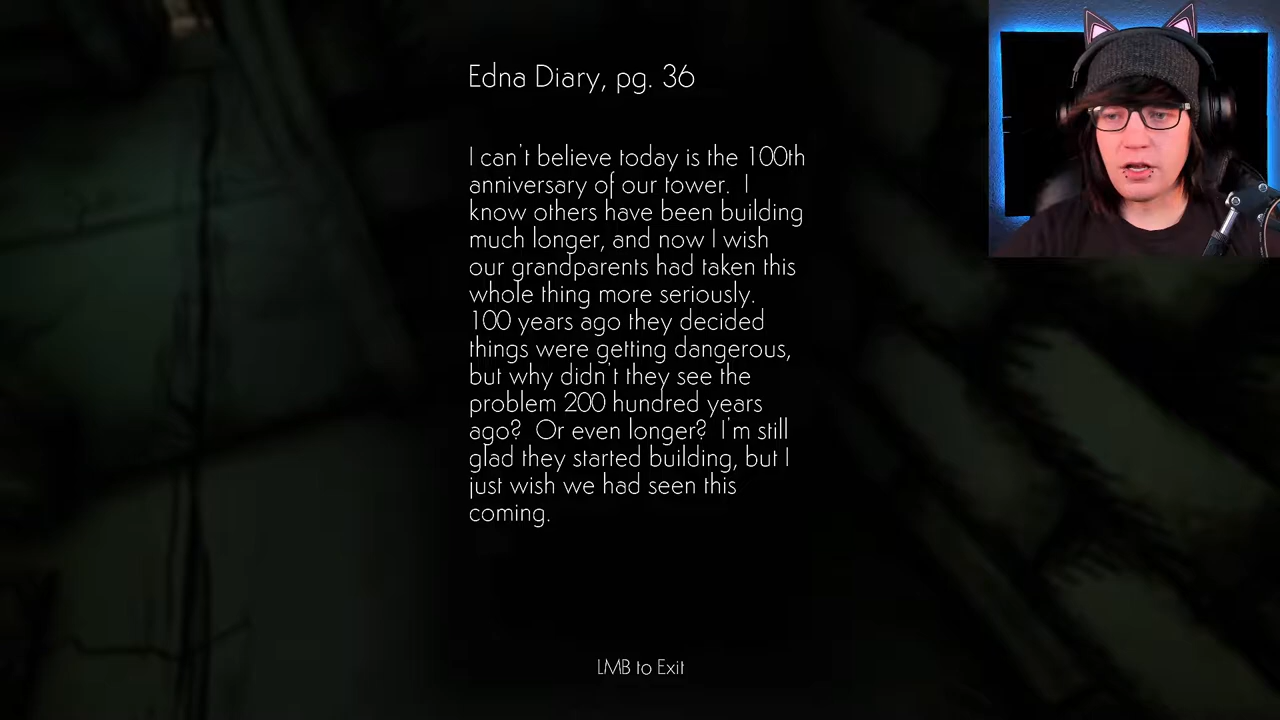 Edna Diary, pg. 36
I can't believe today is the 100th
anniversary of our tower.  I
know others have been building
much longer, and now I wish
our grandparents had taken this
whole thing more seriously.
100 years ago they decided
things were getting dangerous,
but why didn't they see the
problem 200 hundred years
ago?  Or even longer?  I'm still
glad they started building, but I
just wish we had seen this
coming.
LMB to Exit